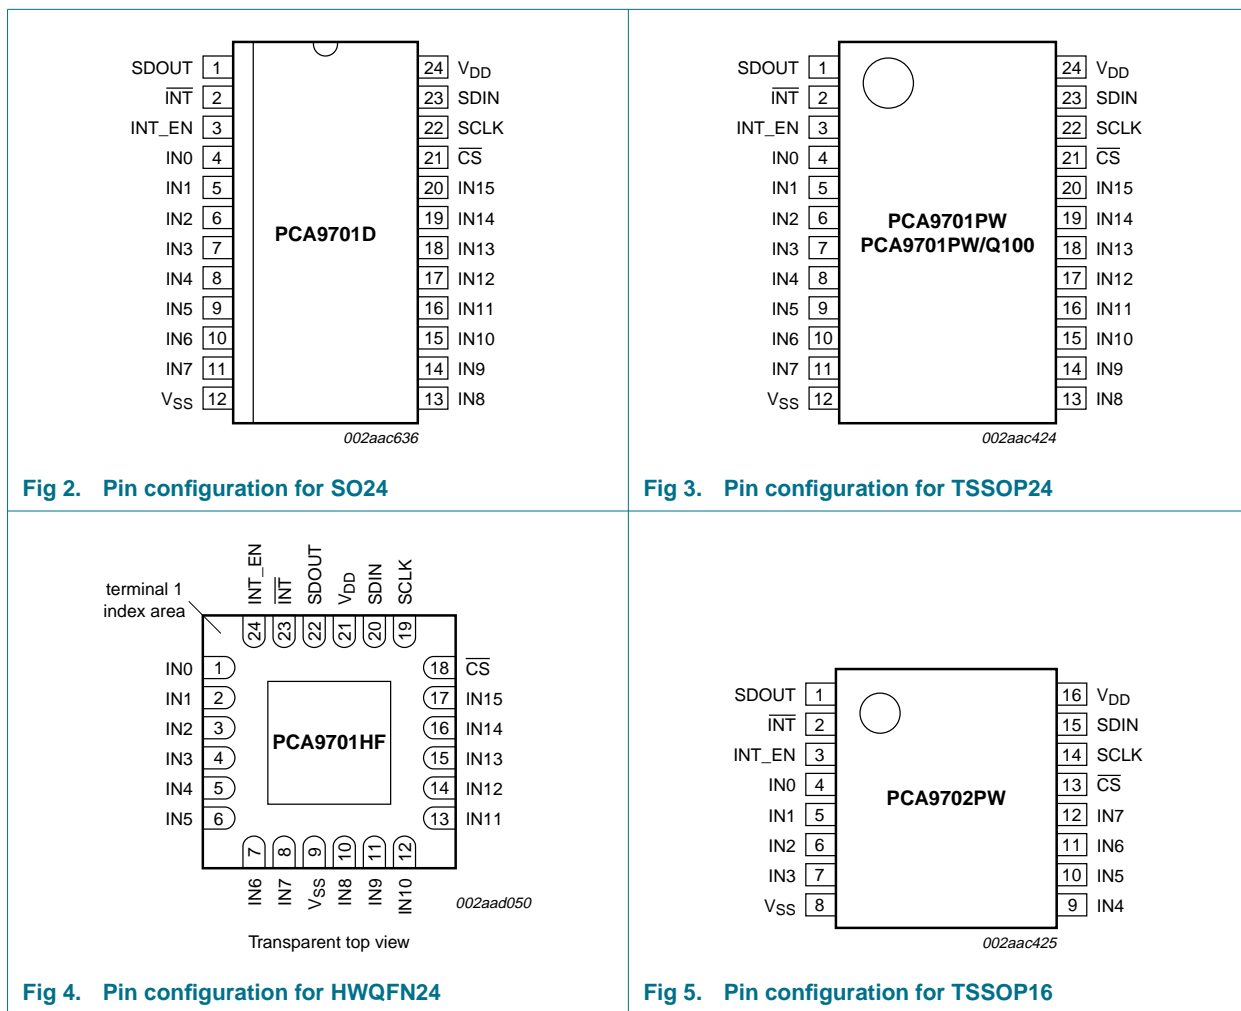 SDOUT 1 24 VDD
INT 2 23 SDIN
INT_EN 3 22 SCLK
IN0 4 21 CS
IN1 5 20 IN15
IN2 6 19 IN14
IN3 7 18 IN13
PCA9701D
IN4 8 17 IN12
IN5 9 16 IN11
IN6 10 15 IN10
IN7 11 14 IN9
VSS 12 13 IN8
002aac636
Fig 2. Pin configuration for SO24
SDOUT 1 24 VDD
INT 2 23 SDIN
INT_EN 3 22 SCLK
IN0 4 21 CS
IN1 5 20 IN15
IN2 6 19 IN14
PCA9701PW
IN3 7 18 IN13
PCA9701PW/Q100
IN4 8 17 IN12
IN5 9 16 IN11
IN6 10 15 IN10
IN7 11 14 IN9
VSS 12 13 IN8
002aac424
Fig 3. Pin configuration for TSSOP24
terminal 1
index area
INT_EN INT SDOUT VDD SDIN SCLK
24 23 22 21 20 19
IN0 1 18 CS
IN1 2 17 IN15
IN2 3 16 IN14
PCA9701HF
IN3 4 15 IN13
IN4 5 14 IN12
IN5 6 13 IN11
7 8 9 10 11 12
IN6 IN7 VSS IN8 IN9 IN10
002aad050
Transparent top view
Fig 4. Pin configuration for HWQFN24
SDOUT 1 16 VDD
INT 2 15 SDIN
INT_EN 3 14 SCLK
IN0 4 13 CS
PCA9702PW
IN1 5 12 IN7
IN2 6 11 IN6
IN3 7 10 IN5
VSS 8 9 IN4
002aac425
Fig 5. Pin configuration for TSSOP16